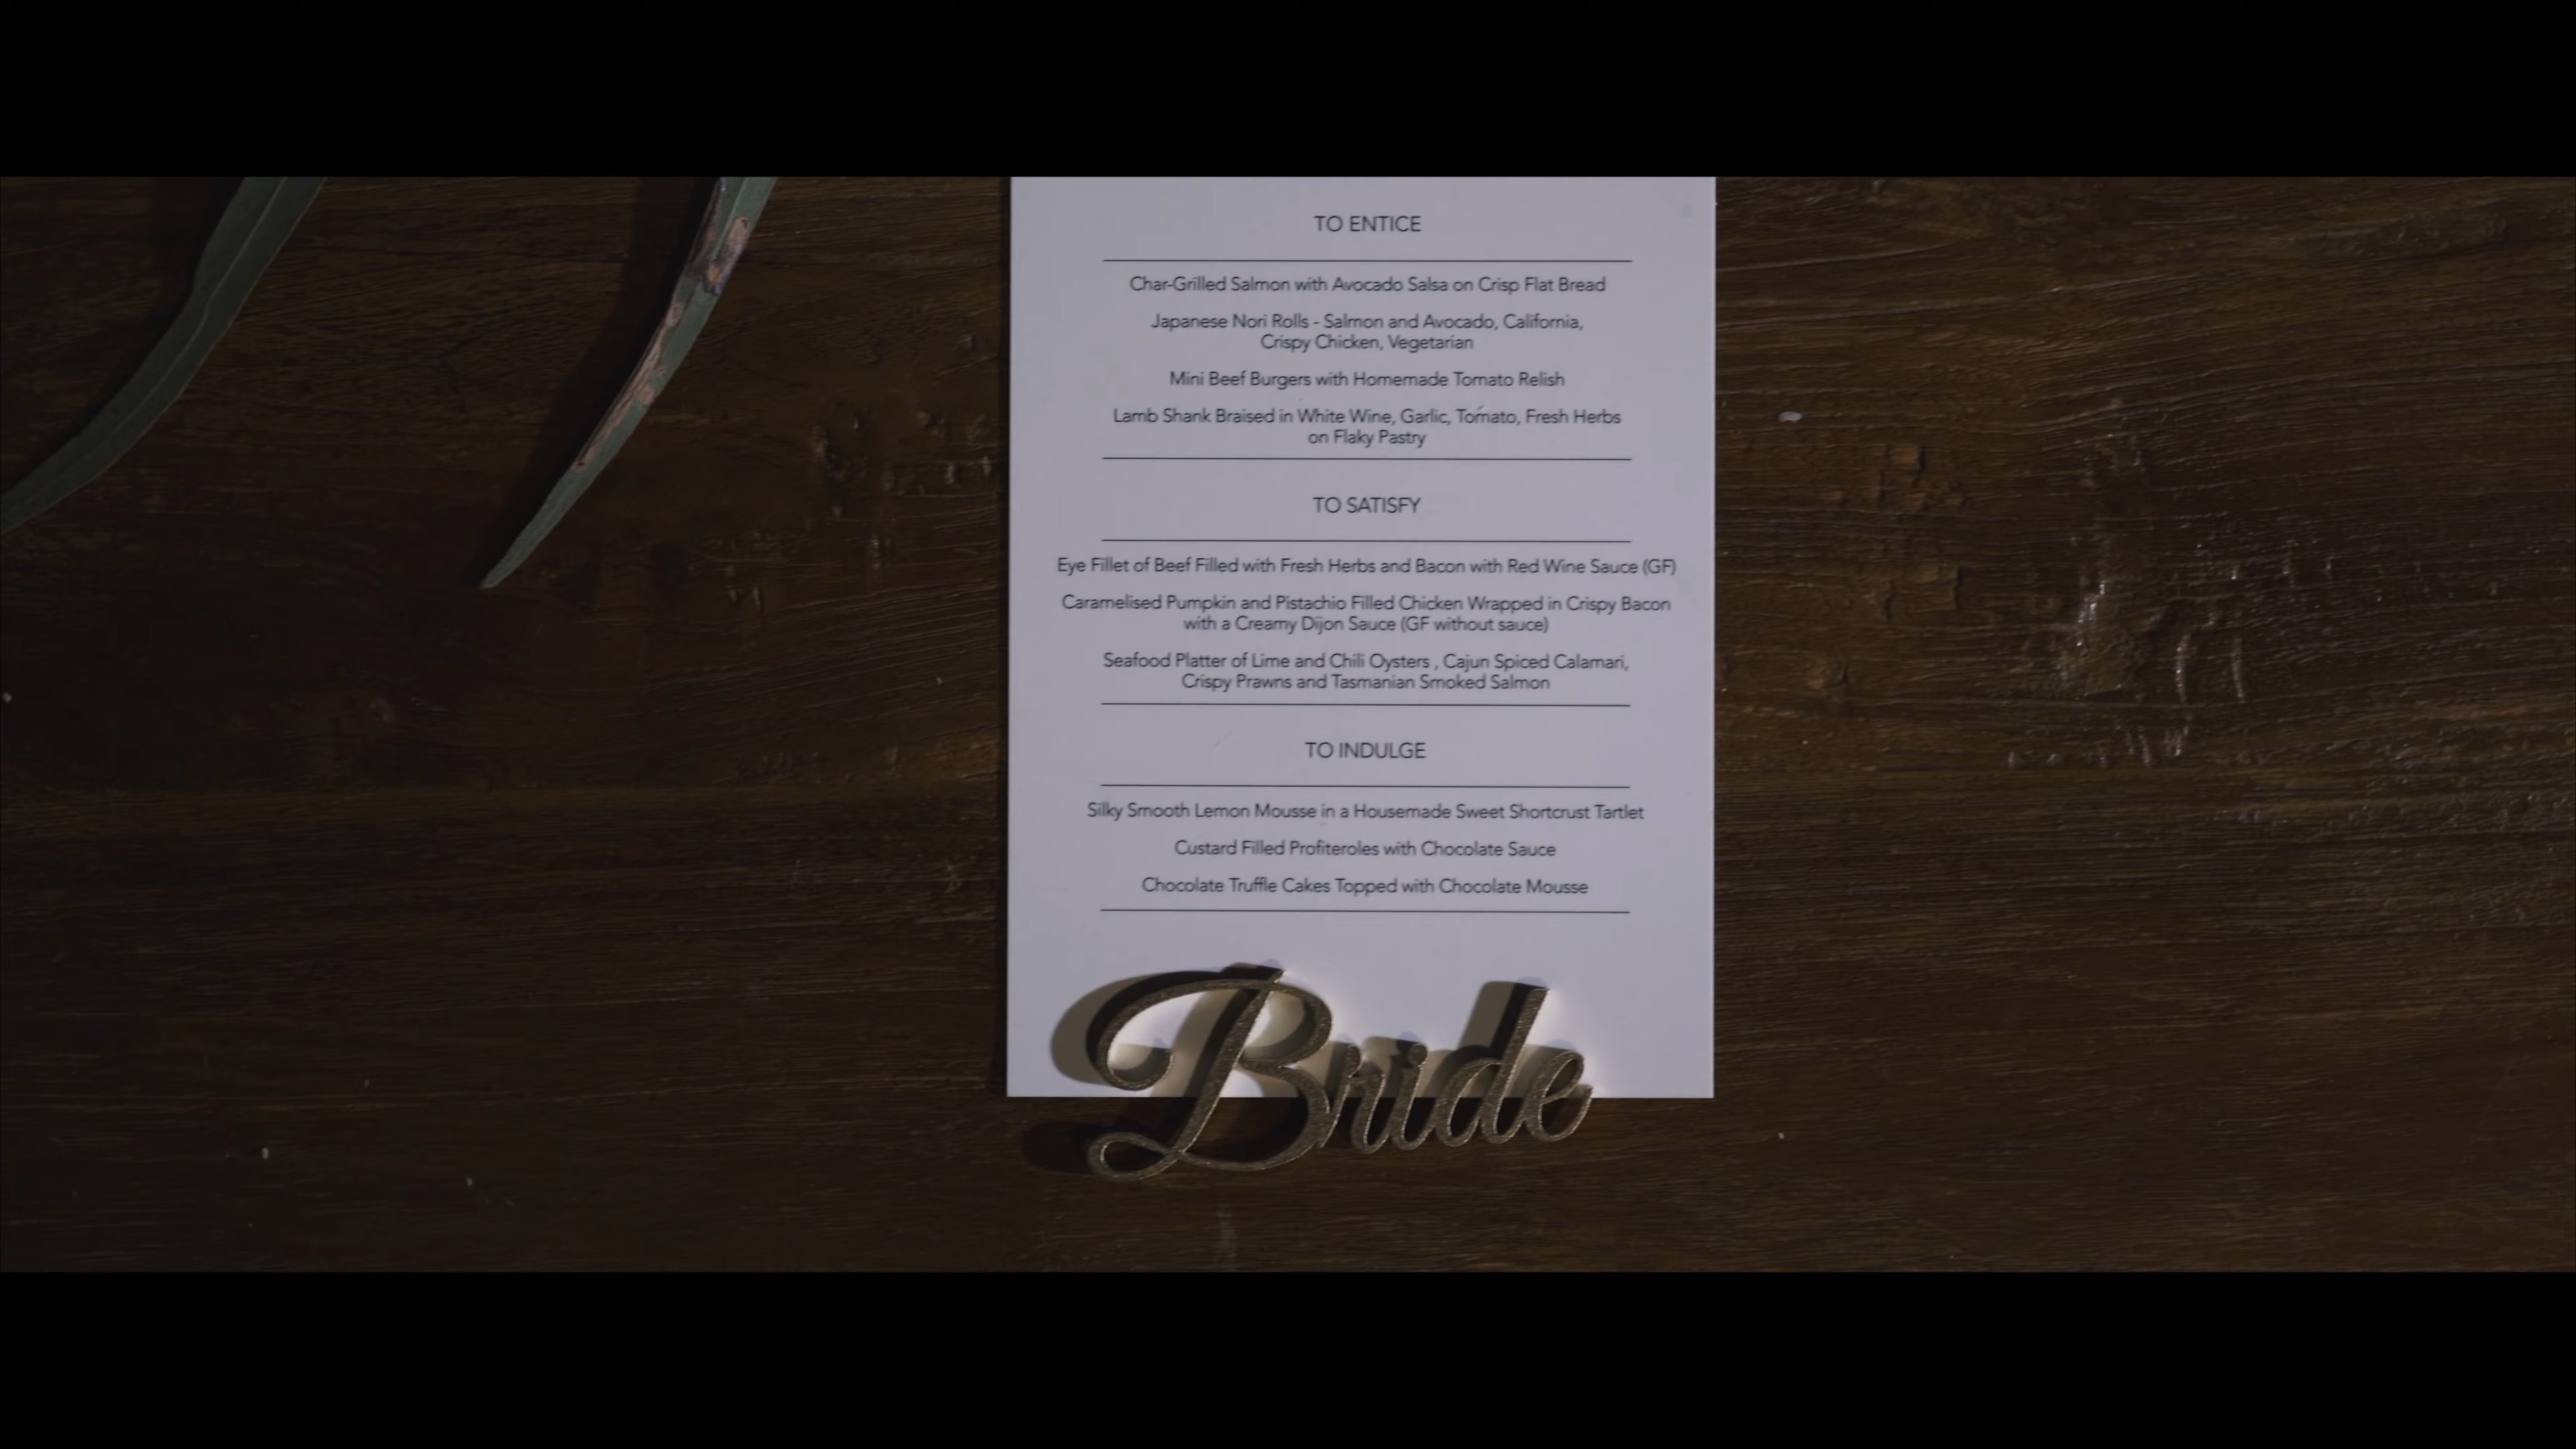 TO ENTICE
Char-Grilled Salmon with Avocado Salsa on Crisp Flat Bread
Japanese Nori Rolls - Salmon and Avocado, California,
Crispy Chicken, Vegetarian
Mini Beef Burgers with Homemade Tomato Relish
Lamb Shank Braised in White Wine, Garlic, Tomato, Fresh Herbs
on Flaky Pastry
TO SATISFY
Eye Fillet of Beef Filled with Fresh Herbs and Bacon with Red Wine Sauce (GF)
Caramelised Pumpkin and Pistachio Filled Chicken Wrapped in Crispy Bacon
with a Creamy Dijon Sauce (GF without sauce)
Seafood Platter of Lime and Chili Oysters , Cajun Spiced Calamari,
Crispy Prawns and Tasmanian Smoked Salmon
TO INDULGE
Silky Smooth Lemon Mousse in a Housemade Sweet Shortcrust Tartlet
Custard Filled Profiteroles with Chocolate Sauce
Chocolate Truffle Cakes Topped with Chocolate Mousse
Bride